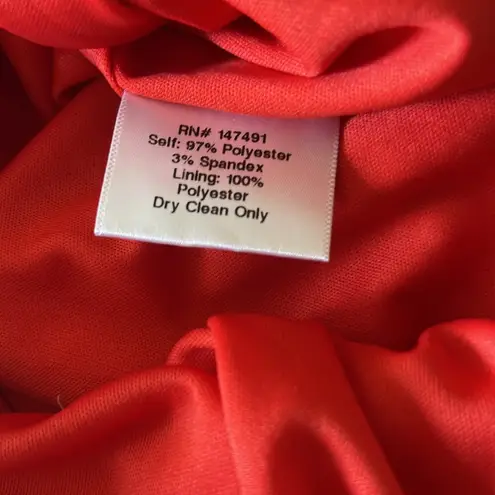 RN# 147491
Self: 97% Polyester
3% Spandex
Lining: 100%
Polyester
Dry Clean Only